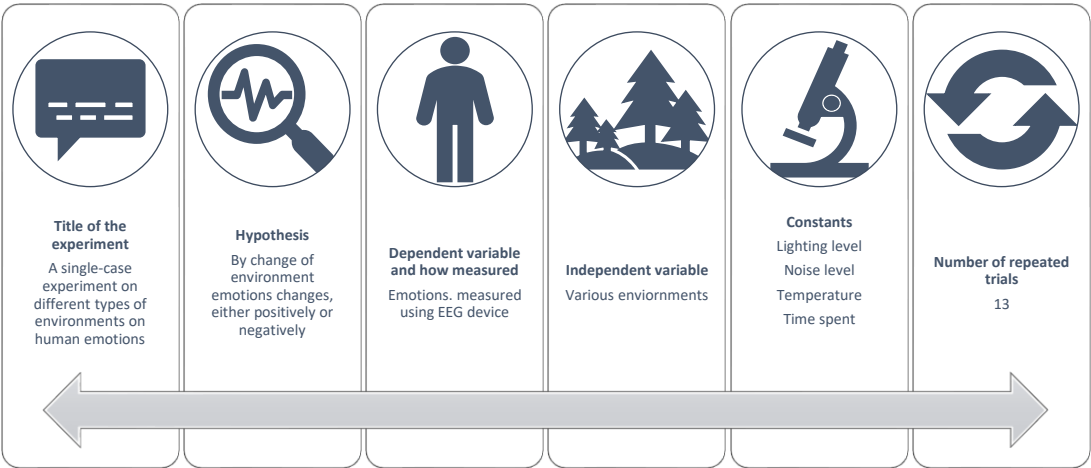 Title of the
experiment
A single-case
experiment on
different types of
environments on
human emotions
Hypothesis
By change of
environment
emotions changes,
either positively or
negatively
Dependent variable
and how measured
Emotions. measured
using EEG device
Independent variable
Various enviornments
Constants
Lighting level
Noise level
Temperature
Time spent
Number of repeated
trials
13